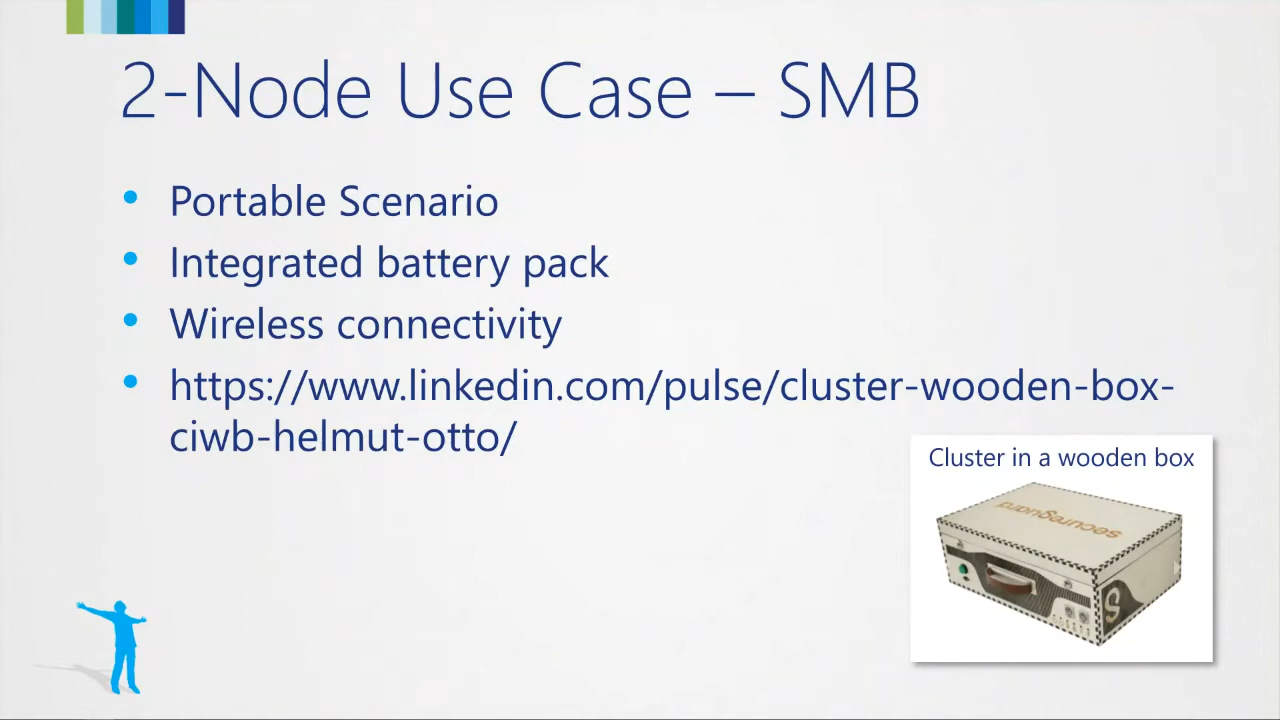 2-Node Use Case – SMB
• Portable Scenario
• Integrated battery pack
• Wireless connectivity
• https://www.linkedin.com/pulse/cluster-wooden-box-
ciwb-helmut-otto/
Cluster in a wooden box
secureguard
S